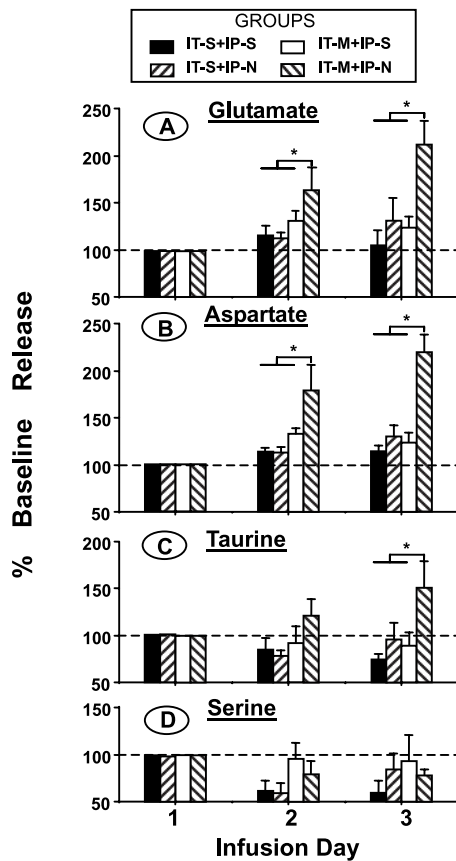 GROUPS
IT-S+IP-S IT-M+IP-S
IT-S+IP-N IT-M+IP-N
250
A Glutamate
*
*
200
150
100
50
B Aspartate
*
*
250
200
150
100
50
C Taurine
*
200
150
100
50
D Serine
150
100
50
1 2 3
Infusion Day
% Baseline Release